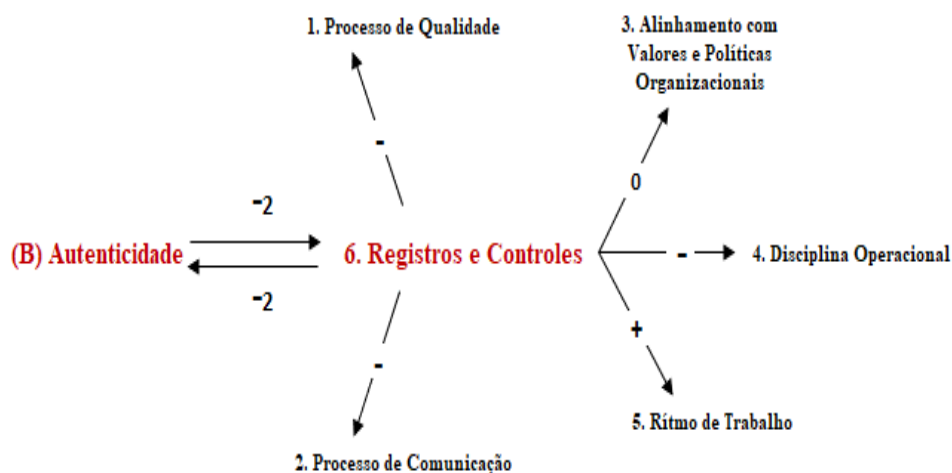 1. Processo de Qualidade
3. Alinhamento com
Valores e Políticas
Organizacionais
-
0
-2
(B) Autenticidade
6. Registros e Controles
-
4. Disciplina Operacional
-2
+
-
5. Rítmo de Trabalho
2. Processo de Comunicação